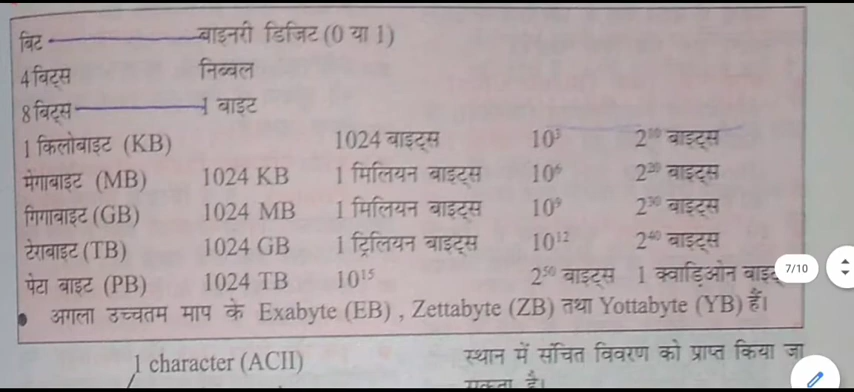 बिट बाइनरी डिजिट (0 या 1)
4 बिट्स निब्बल
8 बिट्स 1 बाइट
1 किलोबाइट (KB) 1024 बाइट्स 10³ 2¹⁰ बाइट्स
मेगाबाइट (MB) 1024 KB 1 मिलियन बाइट्स 10⁶ 2²⁰ बाइट्स
गिगाबाइट (GB) 1024 MB 1 मिलियन बाइट्स 10⁹ 2³⁰ बाइट्स
टेराबाइट (TB) 1024 GB 1 ट्रिलियन बाइट्स 10¹² 2⁴⁰ बाइट्स
पेटा बाइट (PB) 1024 TB 10¹⁵ 2⁵⁰ बाइट्स 1 क्वाड्रिओन
7/10
• अगला उच्चतम माप के Exabyte (EB) , Zettabyte (ZB) तथा Yottabyte (YB) हैं।
1 character (ACII)
स्थान में संचित विवरण को प्राप्त किया जा
सकता है।